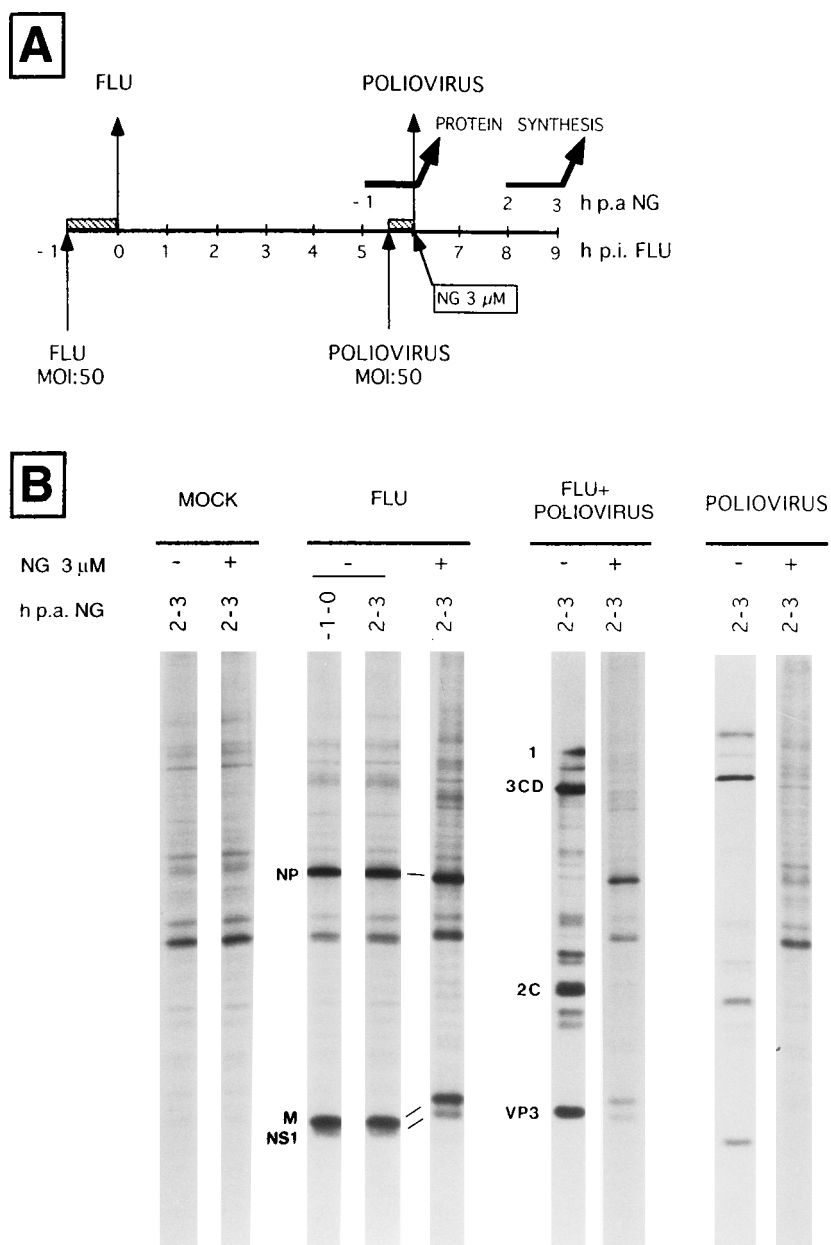 A
FLU
POLIOVIRUS
PROTEIN SYNTHESIS
-1 2 3 h p.a NG
-1 0 1 2 3 4 5 7 8 9 h p.i. FLU
NG 3 µM
FLU
MOI:50
POLIOVIRUS
MOI:50
B
MOCK
FLU
FLU+
POLIOVIRUS
POLIOVIRUS
NG 3 µM - + - + - + - +
h p.a. NG 2-3 2-3 -1-0 2-3 2-3 2-3 2-3 2-3 2-3
1
3CD
NP
2C
M
NS1
VP3